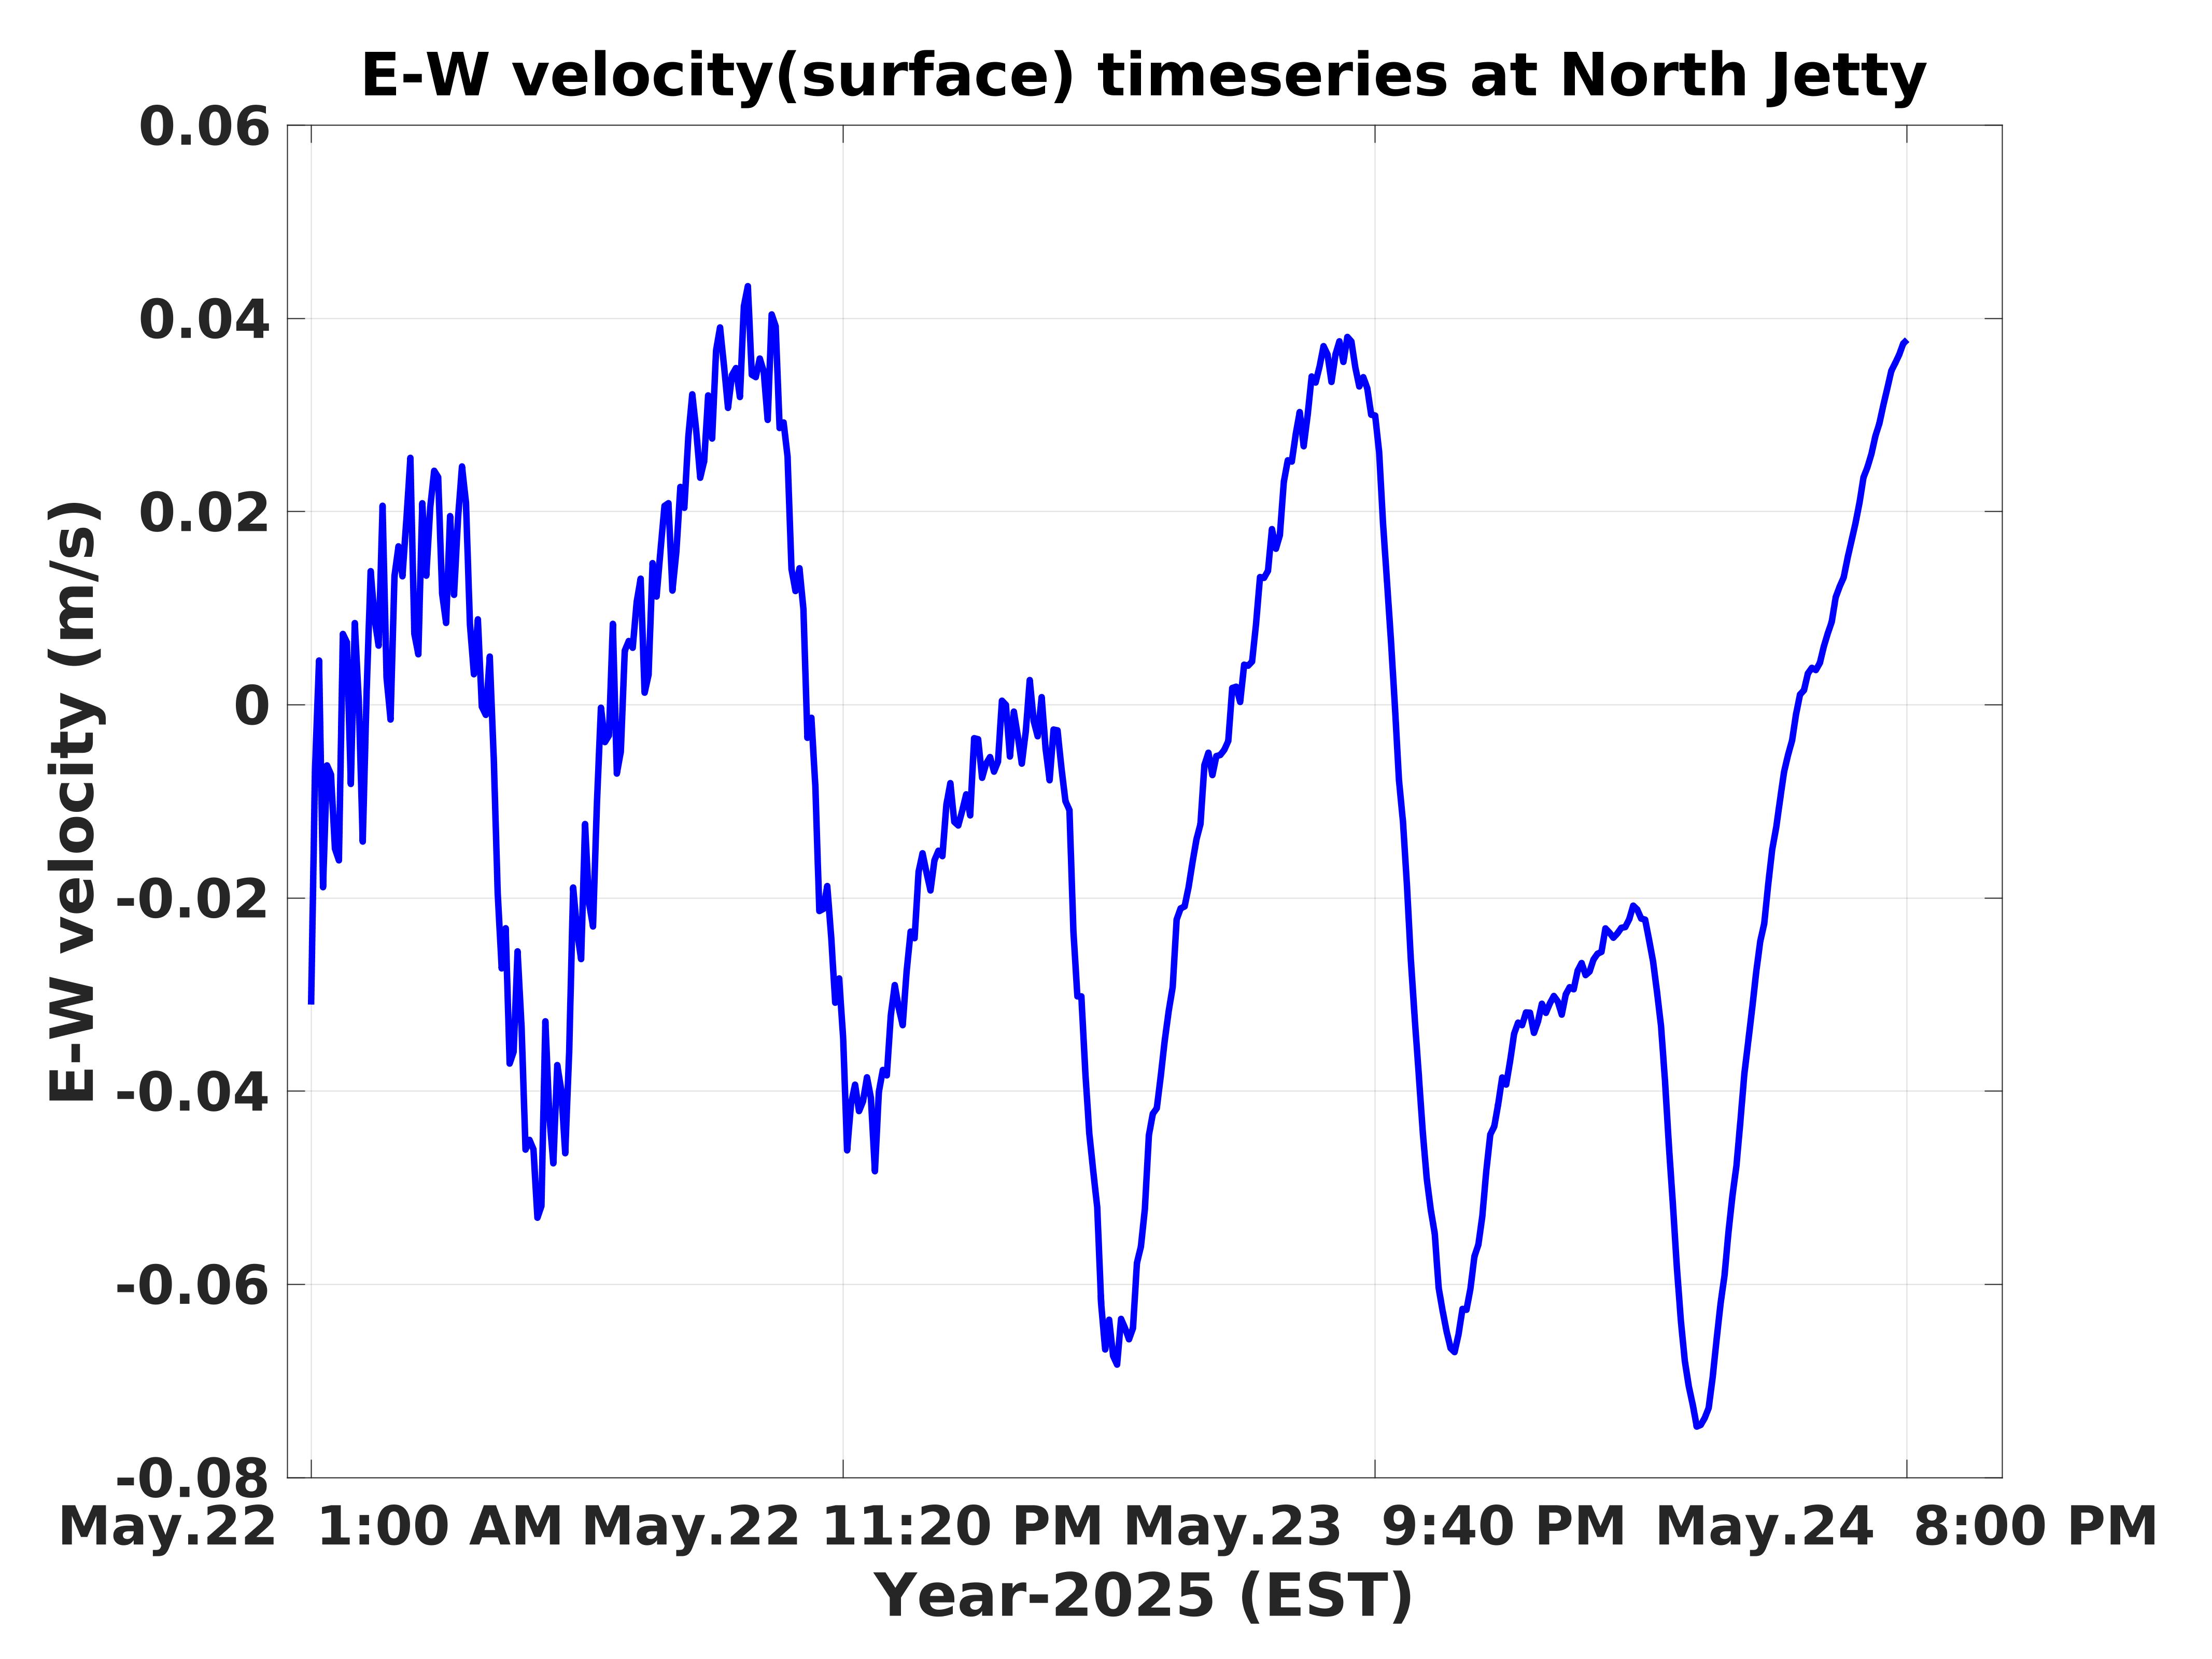 E-W velocity(surface) timeseries at North Jetty
0.06
0.04
0.02
0
-0.02
-0.04
-0.06
-0.08
E-W velocity (m/s)
May.22 1:00 AM May.22 11:20 PM May.23 9:40 PM May.24 8:00 PM
Year-2025 (EST)